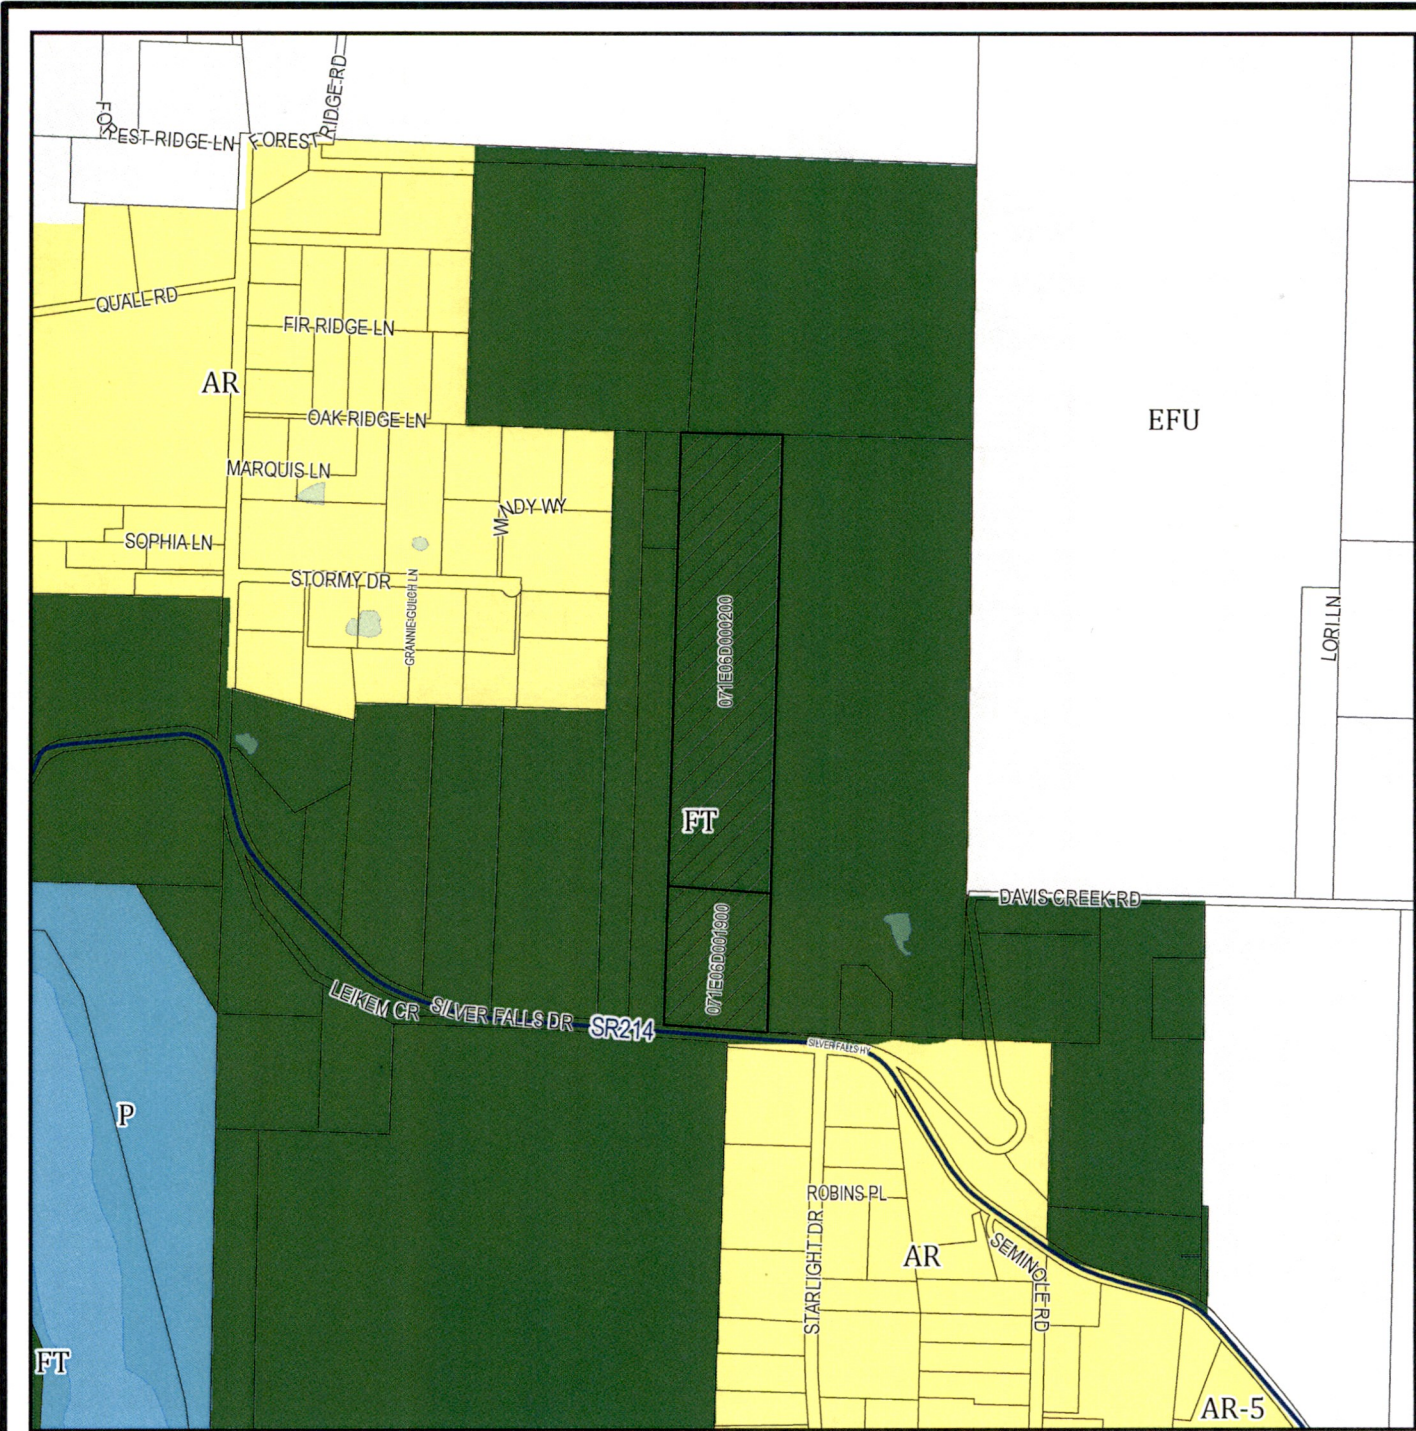 FOREST RIDGE LN
FOREST RIDGE RD
QUALL RD
FIR RIDGE LN
AR
OAK RIDGE LN
EFU
MARQUIS LN
WINDY WY
SOPHIA LN
STORMY DR
GRANNIE GULCH LN
071E06D000200
LORI LN
FT
DAVIS CREEK RD
071E06D001900
LEIKEM CR
SILVER FALLS DR
SR214
SILVER FALLS HY
P
ROBINS PL
STARLIGHT DR
AR
SEMINOLE RD
FT
AR-5